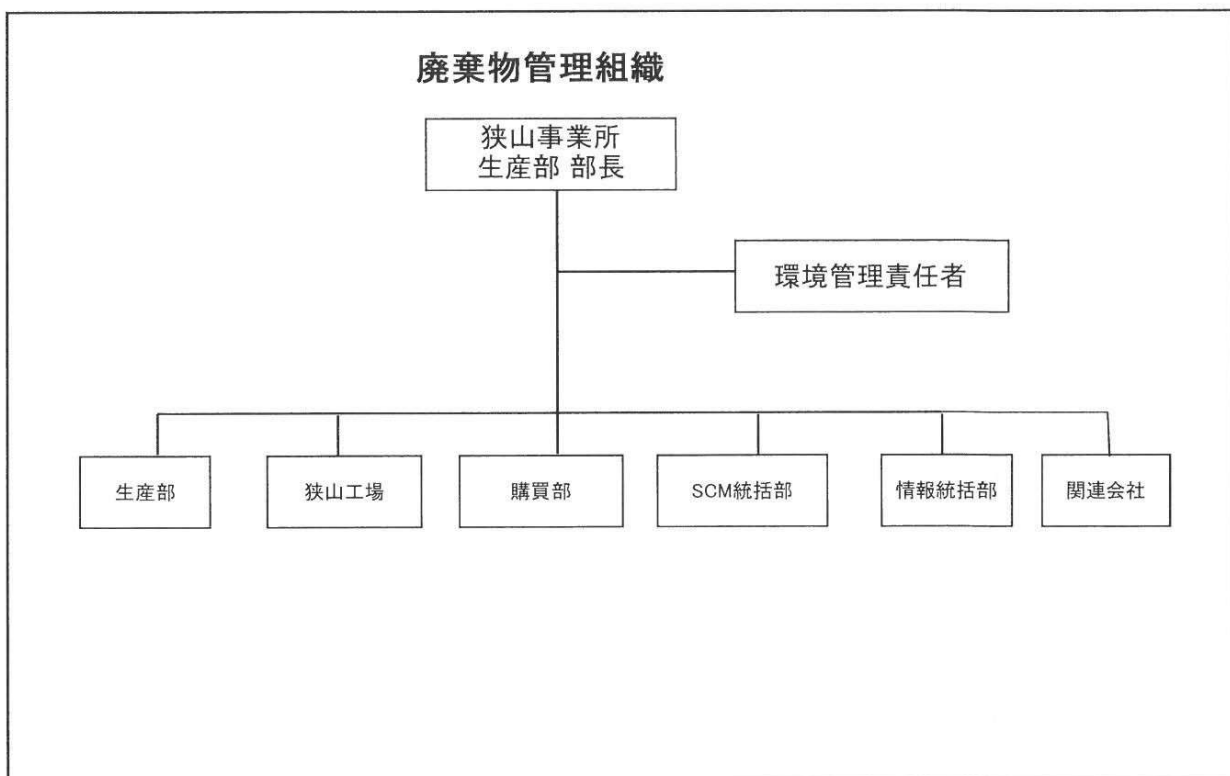 廃棄物管理組織
狭山事業所
生産部 部長
環境管理責任者
生産部
狭山工場
購買部
SCM統括部
情報統括部
関連会社